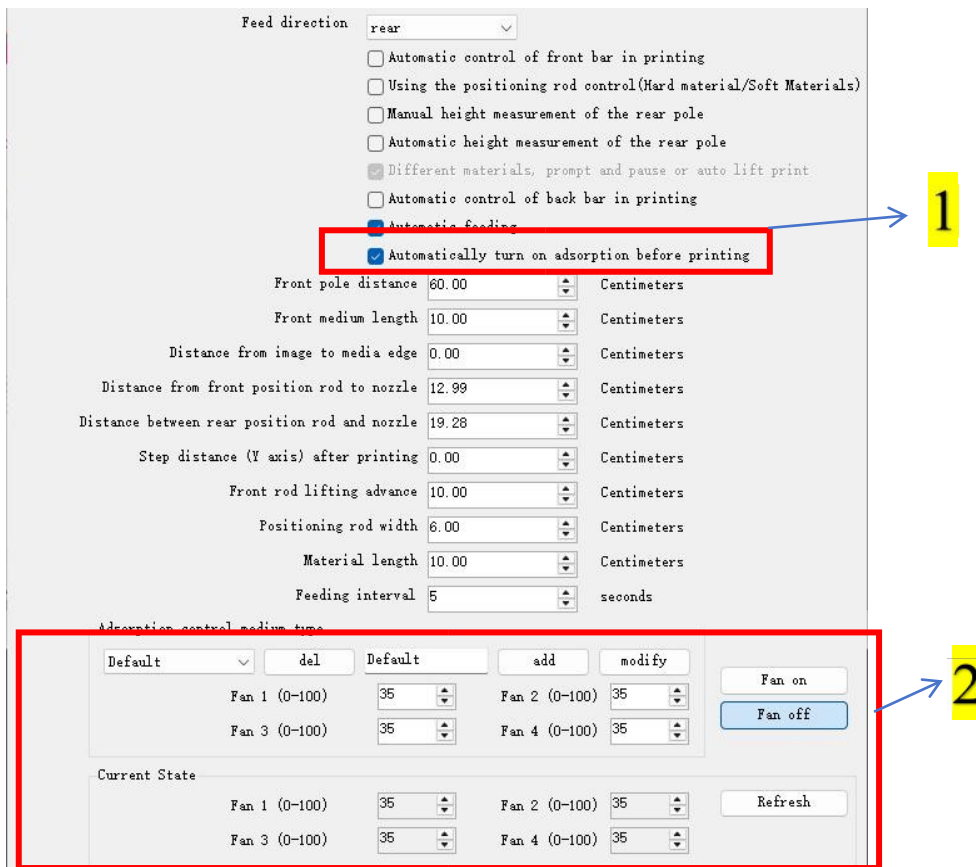 Feed direction rear
Automatic control of front bar in printing
Using the positioning rod control(Hard material/Soft Materials)
Manual height measurement of the rear pole
Automatic height measurement of the rear pole
Different materials, prompt and pause or auto lift print
Automatic control of back bar in printing
Automatic feeding
1
Automatically turn on adsorption before printing
Front pole distance 60.00 Centimeters
Front medium length 10.00 Centimeters
Distance from image to media edge 0.00 Centimeters
Distance from front position rod to nozzle 12.99 Centimeters
Distance between rear position rod and nozzle 19.28 Centimeters
Step distance (Y axis) after printing 0.00 Centimeters
Front rod lifting advance 10.00 Centimeters
Positioning rod width 6.00 Centimeters
Material length 10.00 Centimeters
Feeding interval 5 seconds
Adsorption control medium type
Default del Default add modify
Fan on
2
Fan 1 (0-100) 35 Fan 2 (0-100) 35
Fan off
Fan 3 (0-100) 35 Fan 4 (0-100) 35
Current State
Fan 1 (0-100) 35 Fan 2 (0-100) 35 Refresh
Fan 3 (0-100) 35 Fan 4 (0-100) 35